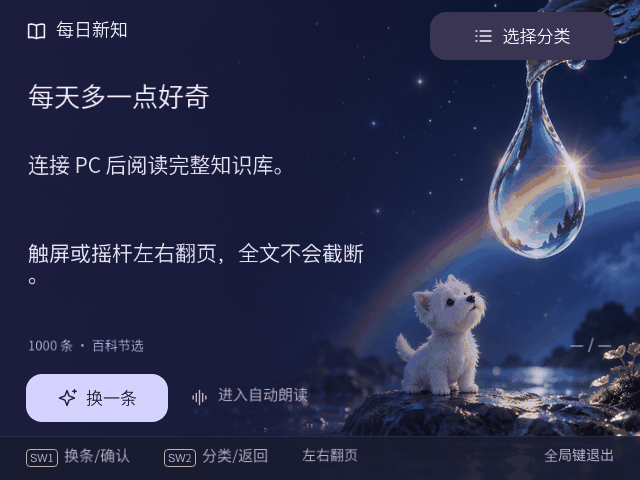 每日新知
选择分类
每天多一点好奇
连接 PC 后阅读完整知识库。
触屏或摇杆左右翻页，全文不会截断
。
1000 条 · 百科节选
— / —
换一条
进入自动朗读
SW1 换条/确认
SW2 分类/返回
左右翻页
全局键退出